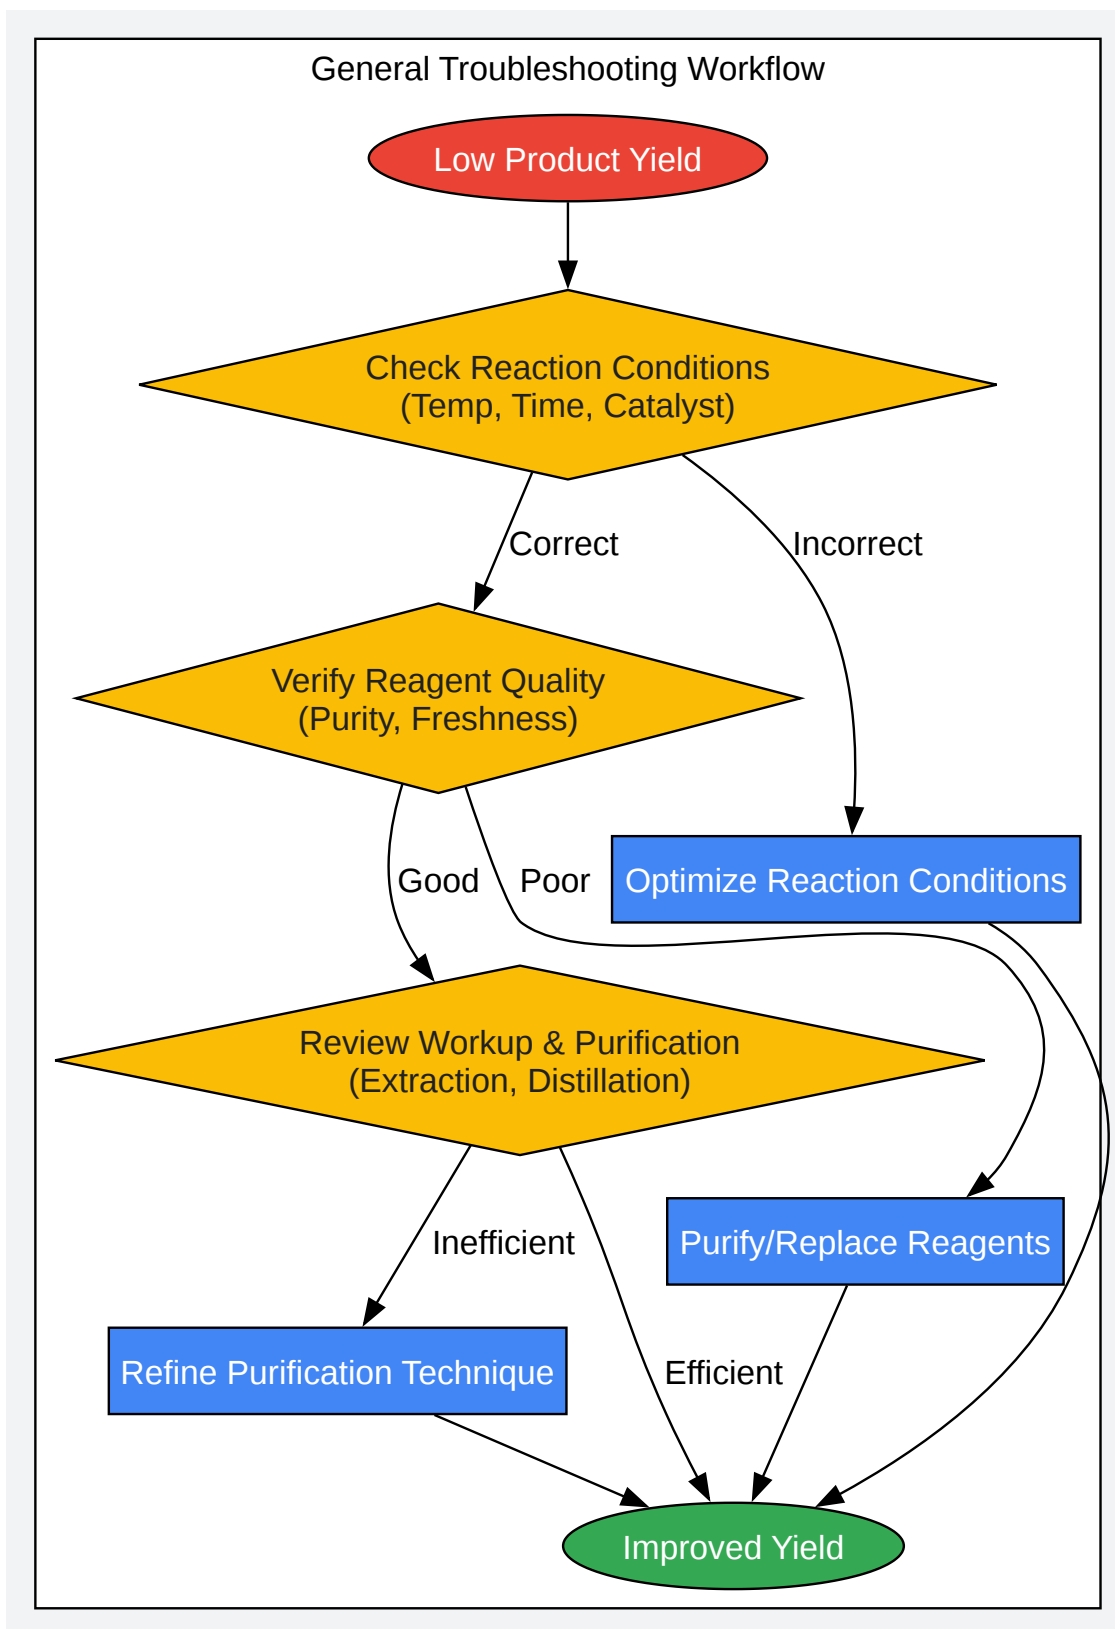 General Troubleshooting Workflow
Low Product Yield
Check Reaction Conditions
(Temp, Time, Catalyst)
Correct
Incorrect
Verify Reagent Quality
(Purity, Freshness)
Good
Poor
Optimize Reaction Conditions
Review Workup & Purification
(Extraction, Distillation)
Inefficient
Purify/Replace Reagents
Refine Purification Technique
Efficient
Improved Yield